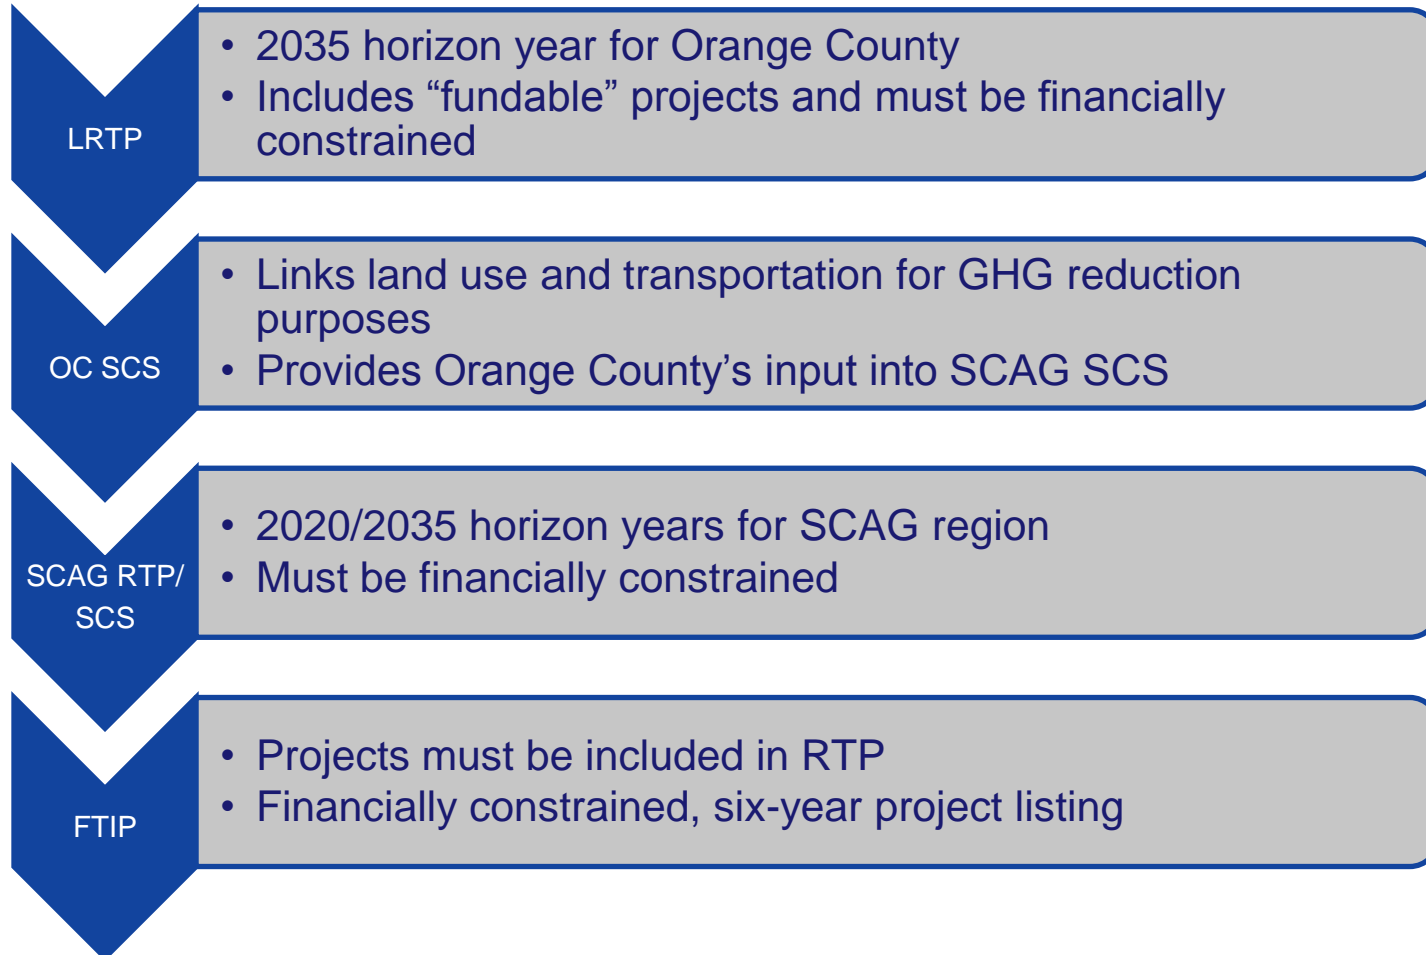 LRTP
• 2035 horizon year for Orange County
• Includes “fundable” projects and must be financially
constrained
OC SCS
• Links land use and transportation for GHG reduction
purposes
• Provides Orange County’s input into SCAG SCS
SCAG RTP/
SCS
• 2020/2035 horizon years for SCAG region
• Must be financially constrained
FTIP
• Projects must be included in RTP
• Financially constrained, six-year project listing